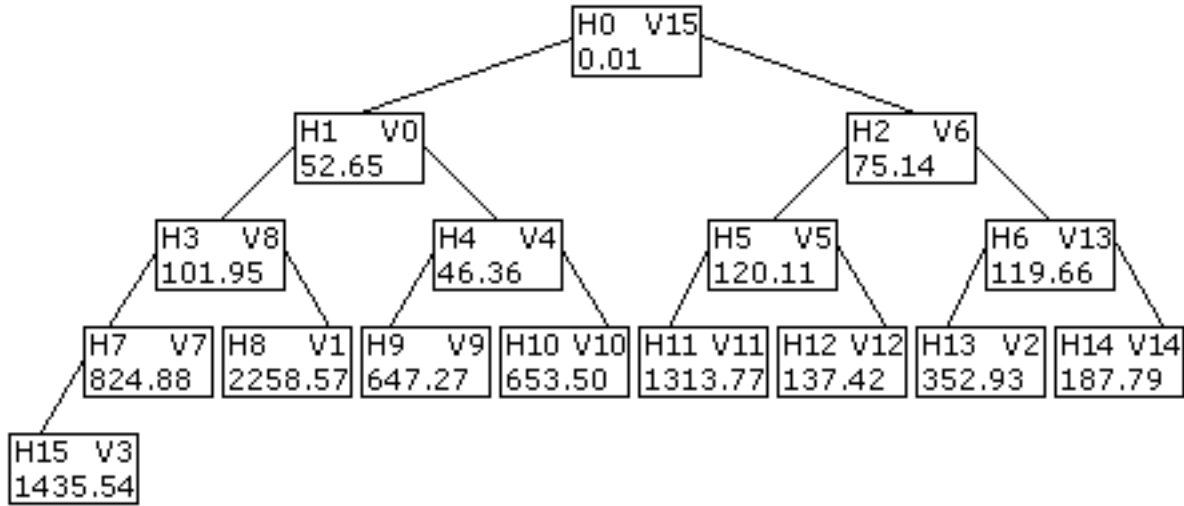 H0 V15
0.01
H1 V0
52.65
H2 V6
75.14
H3 V8
101.95
H4 V4
46.36
H5 V5
120.11
H6 V13
119.66
H7 V7
824.88
H8 V1
2258.57
H9 V9
647.27
H10 V10
653.50
H11 V11
1313.77
H12 V12
137.42
H13 V2
352.93
H14 V14
187.79
H15 V3
1435.54